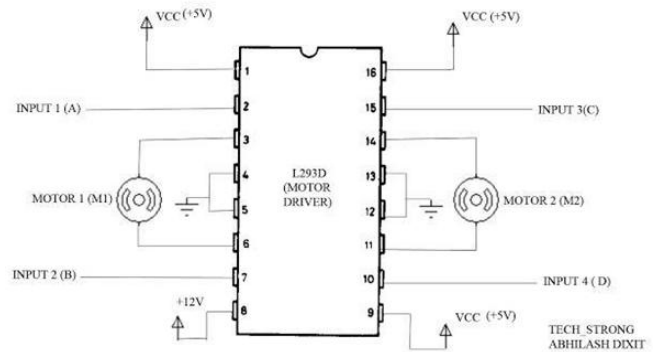 VCC (+5V)
VCC (+5V)
1
16
INPUT 1 (A)
2
15
INPUT 3(C)
3
14
MOTOR 1 (M1)
4
L293D
(MOTOR
DRIVER)
13
MOTOR 2 (M2)
5
12
6
11
INPUT 2 (B)
7
10
INPUT 4 ( D)
+12V
8
9
VCC (+5V)
TECH_STRONG
ABHILASH DIXIT